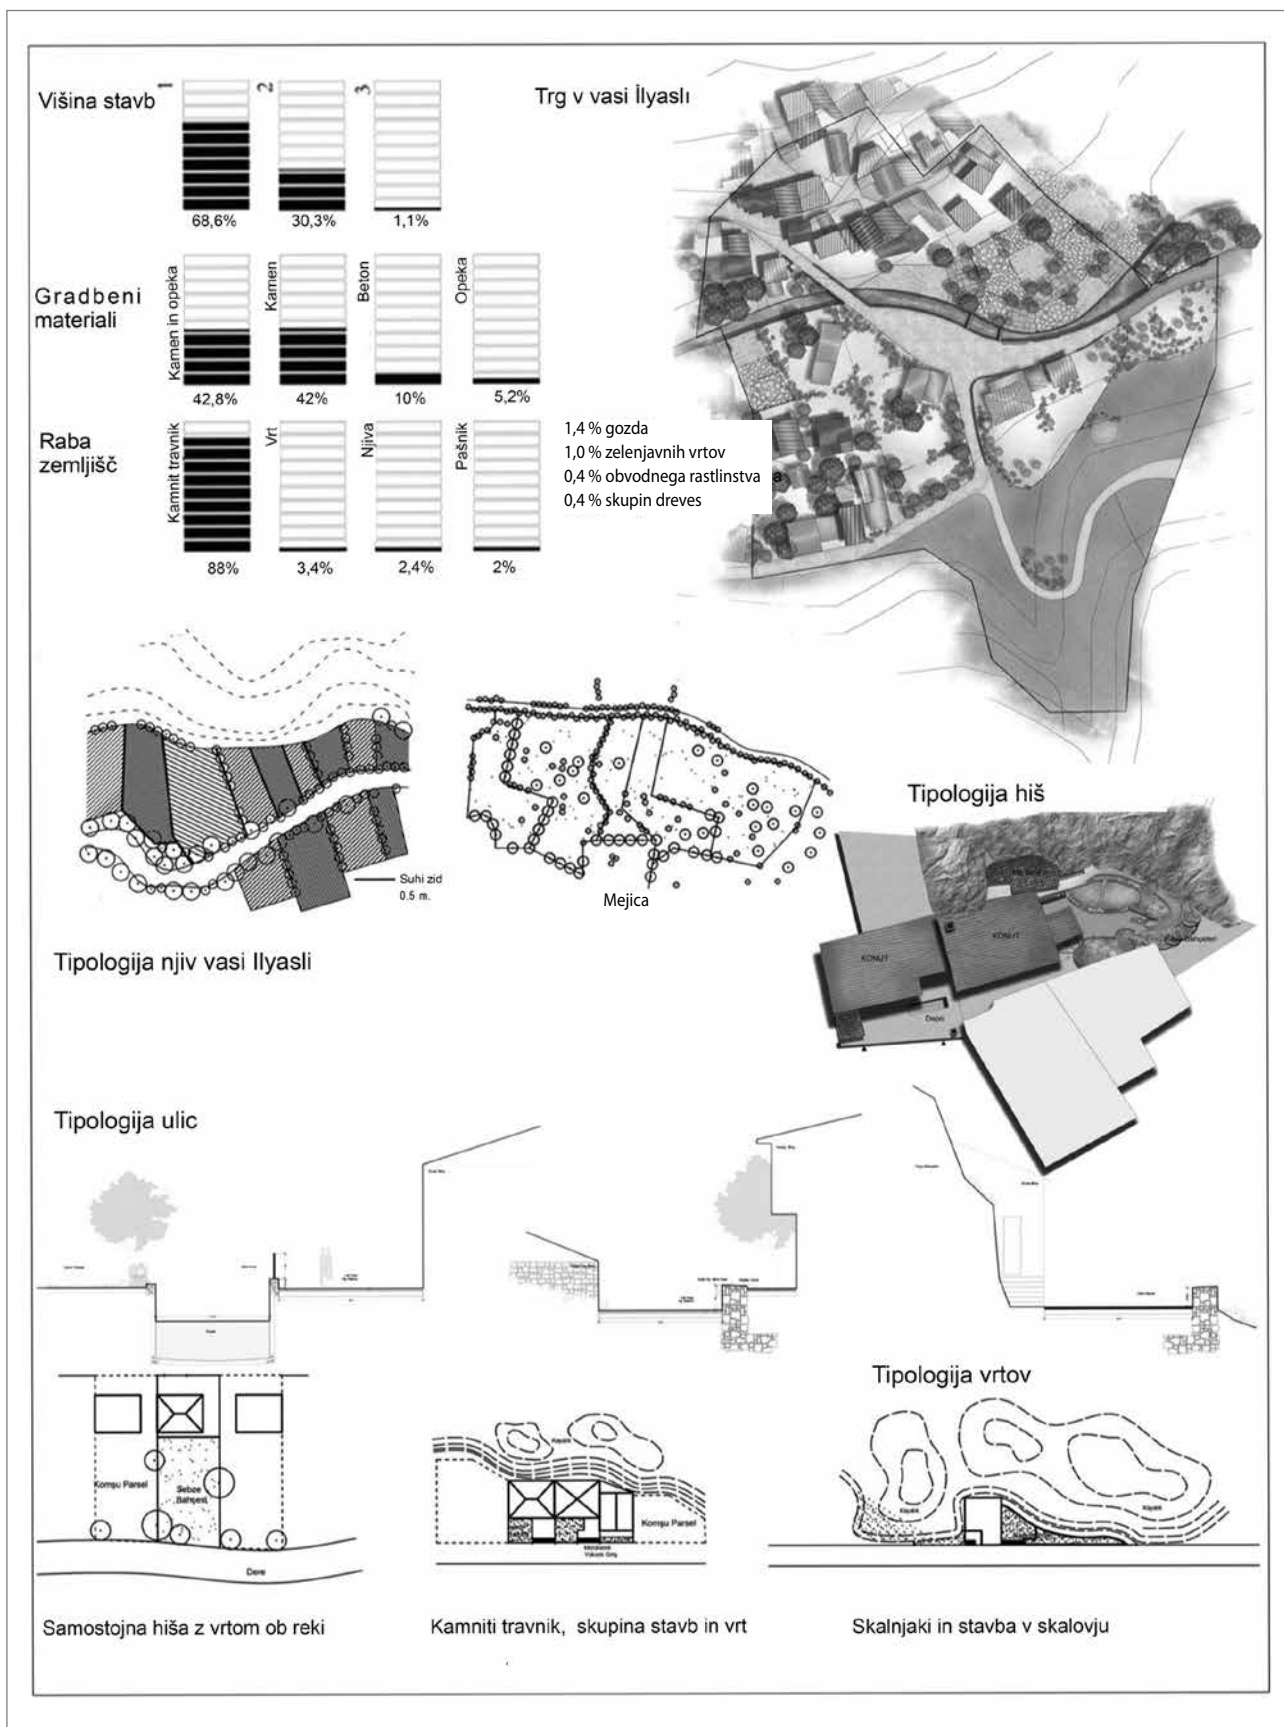 Višina stavb
1
2
3
68,6%
30,3%
1,1%
Trg v vasi İlyaslı
Gradbeni
materiali
Kamen in opeka
Kamen
Beton
Opeka
42,8%
42%
10%
5,2%
Raba
zemljišč
Kamnit travnik
Vrt
Njiva
Pašnik
88%
3,4%
2,4%
2%
1,4 % gozda
1,0 % zelenjavnih vrtov
0,4 % obvodnega rastlinstva
0,4 % skupin dreves
Suhi zid
0.5 m.
Mejica
Tipologija njiv vasi Ilyasli
Tipologija hiš
KONUT
KONUT
Depo
Tipologija ulic
Tipologija vrtov
Komşu Parsel
Sebze
Bahçesi
Dere
Kayalık
Komşu Parsel
Kayalık
Kayalık
Samostojna hiša z vrtom ob reki
Kamniti travnik, skupina stavb in vrt
Skalnjaki in stavba v skalovju